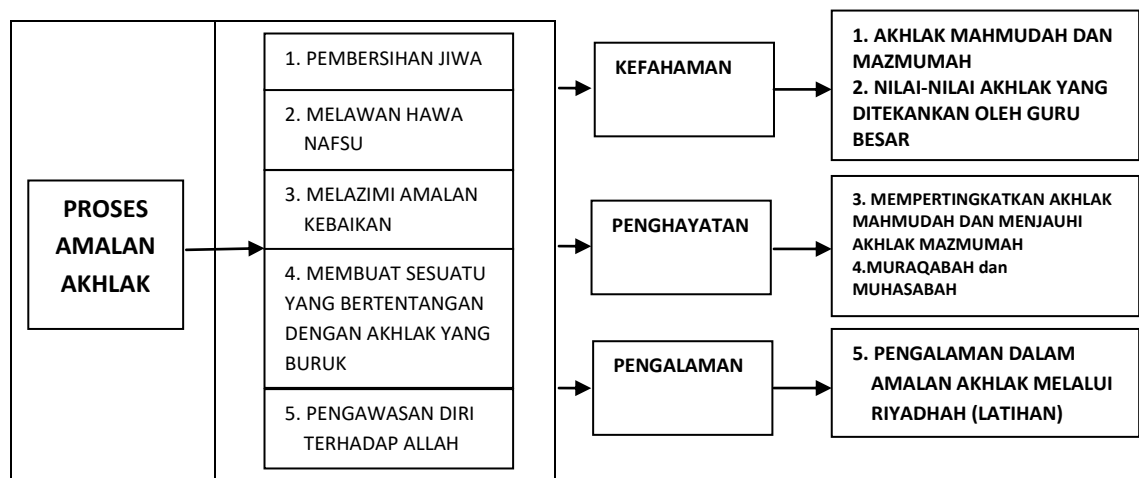 PROSES
AMALAN
AKHLAK
1. PEMBERSIHAN JIWA
2. MELAWAN HAWA
NAFSU
3. MELAZIMI AMALAN
KEBAIKAN
4. MEMBUAT SESUATU
YANG BERTENTANGAN
DENGAN AKHLAK YANG
BURUK
5. PENGAWASAN DIRI
TERHADAP ALLAH
KEFAHAMAN
PENGHAYATAN
PENGALAMAN
1. AKHLAK MAHMUDAH DAN
MAZMUMAH
2. NILAI-NILAI AKHLAK YANG
DITEKANKAN OLEH GURU
BESAR
3. MEMPERTINGKATKAN AKHLAK
MAHMUDAH DAN MENJAUHI
AKHLAK MAZMUMAH
4.MURAQABAH dan
MUHASABAH
5. PENGALAMAN DALAM
AMALAN AKHLAK MELALUI
RIYADHAH (LATIHAN)